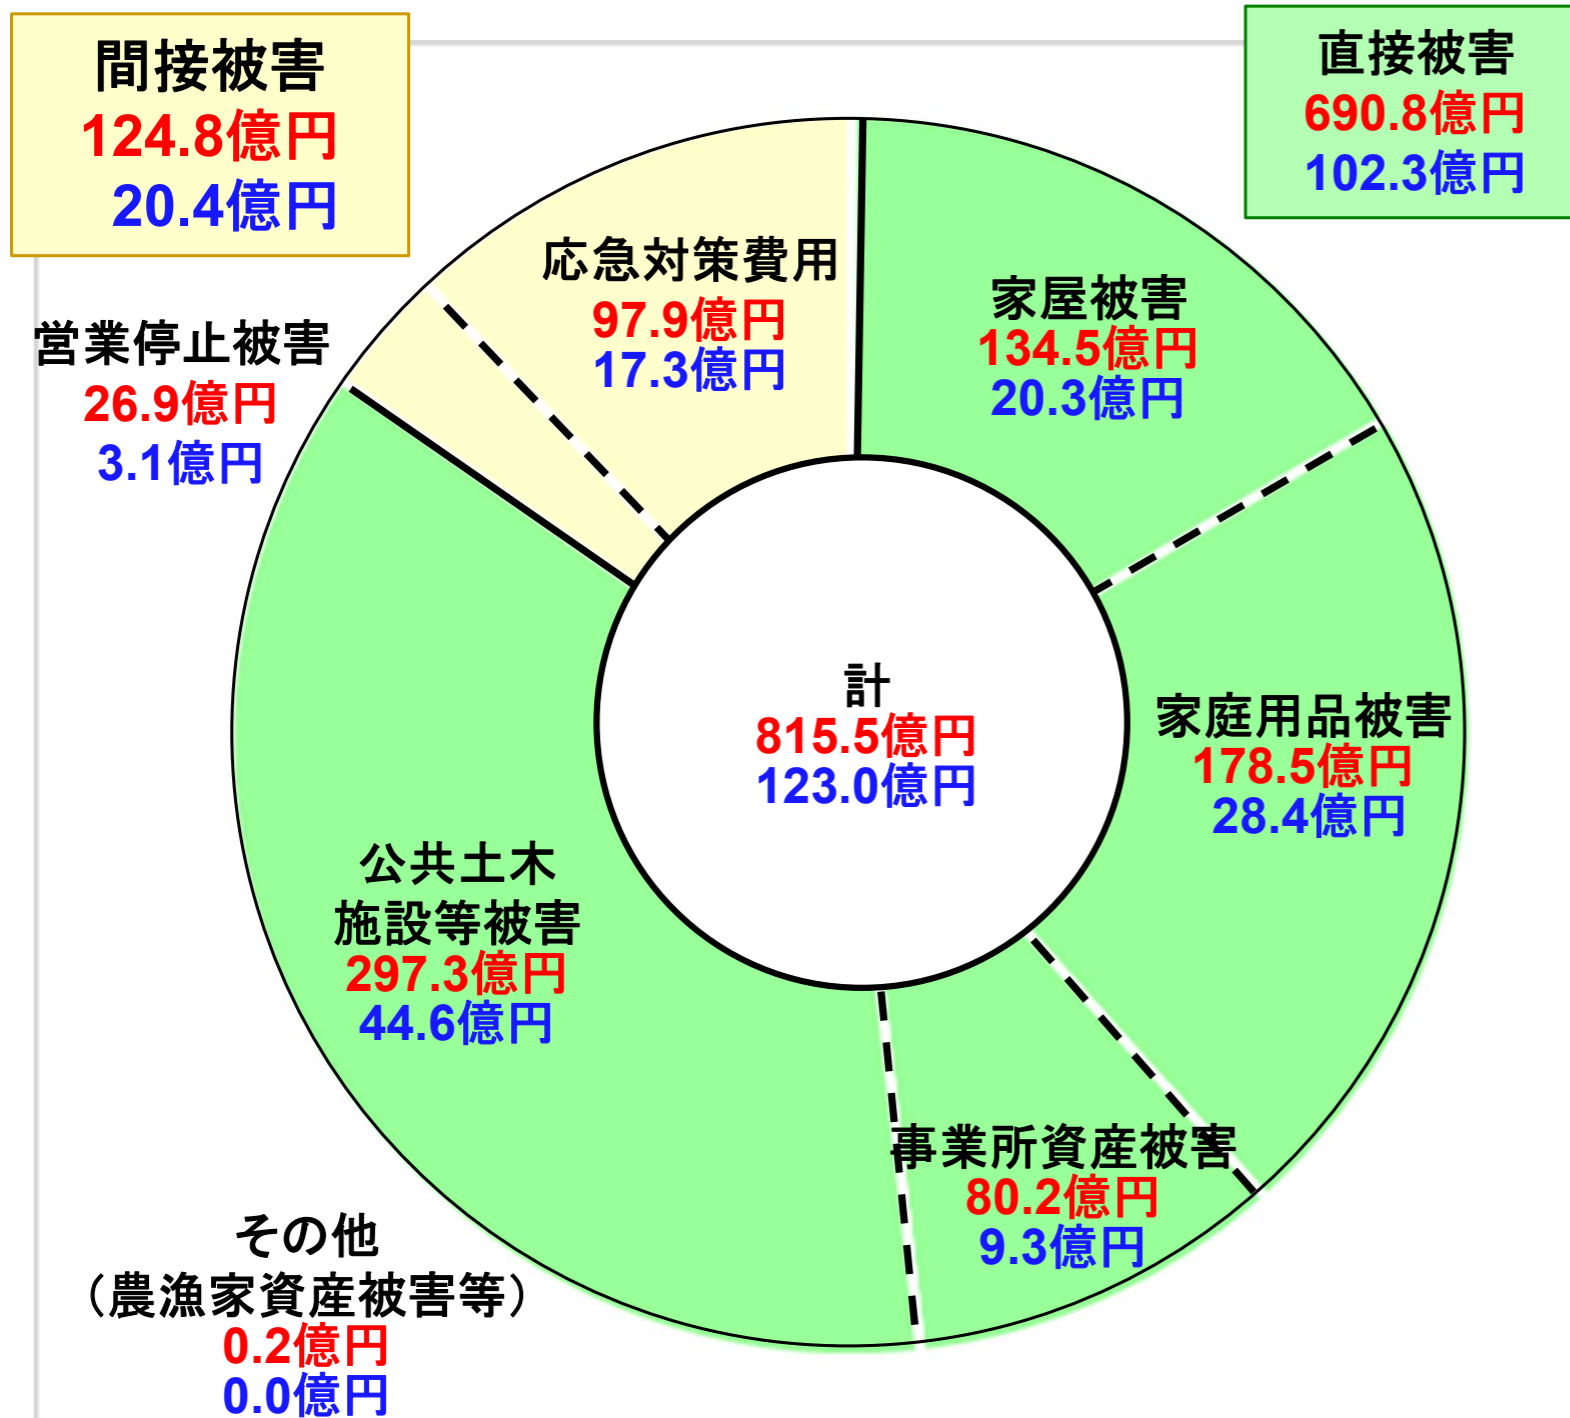 間接被害
124.8億円
20.4億円
直接被害
690.8億円
102.3億円
応急対策費用
97.9億円
17.3億円
家屋被害
134.5億円
20.3億円
営業停止被害
26.9億円
3.1億円
計
815.5億円
123.0億円
家庭用品被害
178.5億円
28.4億円
公共土木
施設等被害
297.3億円
44.6億円
事業所資産被害
80.2億円
9.3億円
その他
（農漁家資産被害等）
0.2億円
0.0億円